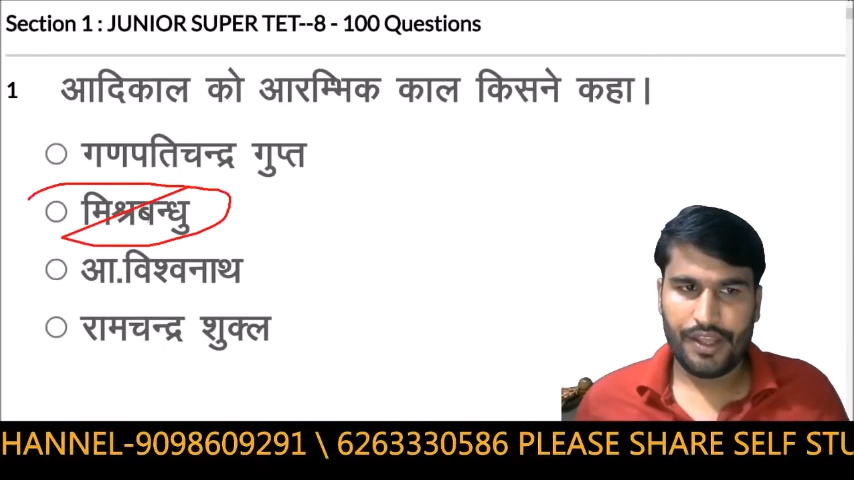 Section 1 : JUNIOR SUPER TET--8 - 100 Questions
1 आदिकाल को आरम्भिक काल किसने कहा।
गणपतिचन्द्र गुप्त
मिश्रबन्धु
आ.विश्वनाथ
रामचन्द्र शुक्ल
HANNEL-9098609291 \ 6263330586 PLEASE SHARE SELF STU